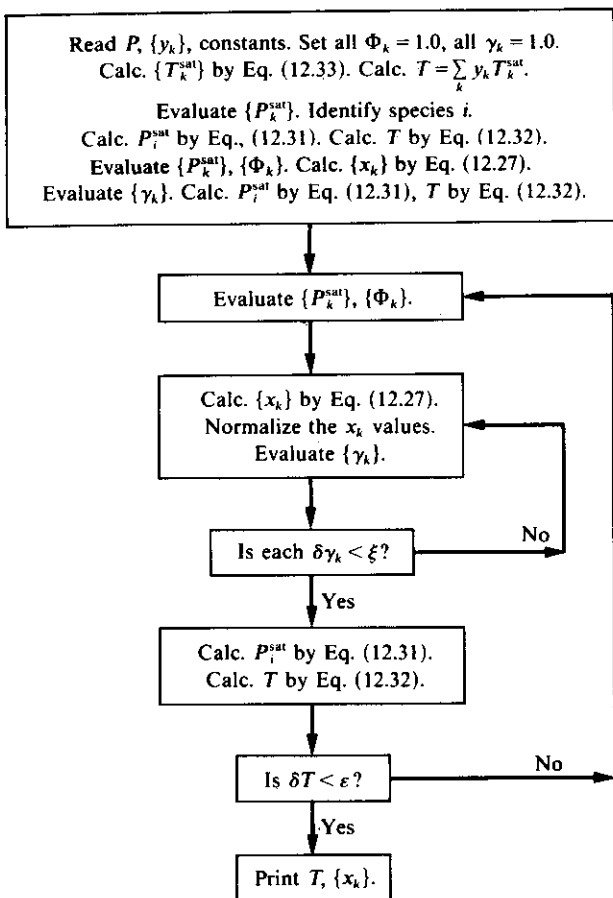 Read P, {y_k}, constants. Set all Φ_k = 1.0, all γ_k = 1.0.
Calc. {T_k^sat} by Eq. (12.33). Calc. T = ∑_k y_k T_k^sat.
Evaluate {P_k^sat}. Identify species i.
Calc. P_i^sat by Eq., (12.31). Calc. T by Eq. (12.32).
Evaluate {P_k^sat}, {Φ_k}. Calc. {x_k} by Eq. (12.27).
Evaluate {γ_k}. Calc. P_i^sat by Eq. (12.31), T by Eq. (12.32).
Evaluate {P_k^sat}, {Φ_k}.
Calc. {x_k} by Eq. (12.27).
Normalize the x_k values.
Evaluate {γ_k}.
Is each δγ_k < ξ?
No
Yes
Calc. P_i^sat by Eq. (12.31).
Calc. T by Eq. (12.32).
Is δT < ε?
No
Yes
Print T, {x_k}.